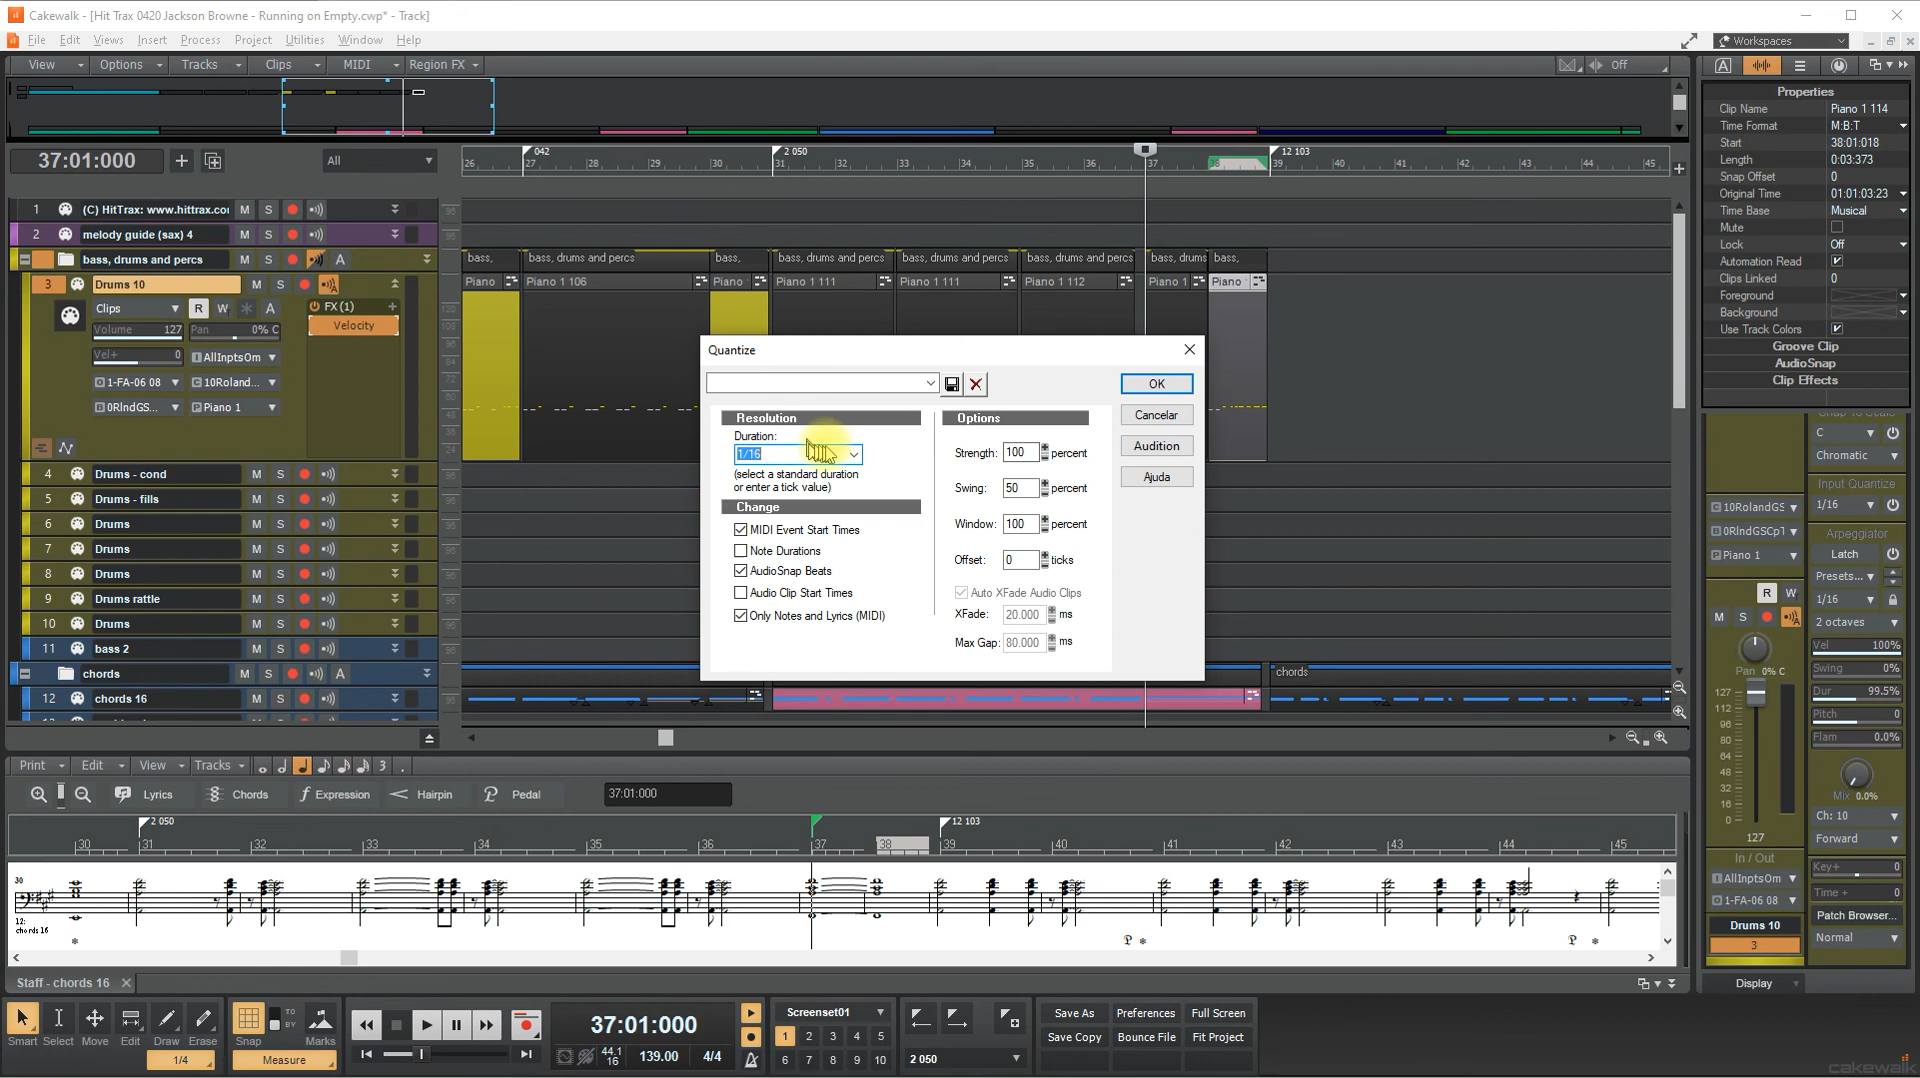 Cakewalk - [Hit Trax 0420 Jackson Browne - Running on Empty.cwp* - Track]
File Edit Views Insert Process Project Utilities Window Help
Workspaces
View Options Tracks Clips MIDI Region FX
Off
37:01:000
All
042
2 050
12 103
26 27 28 29 30 31 32 33 34 35 36 37 38 39 40 41 42 43 44 45
1 (C) HitTrax: www.hittrax.co M S
2 melody guide (sax) 4 M S
bass, drums and percs M S A
bass, bass, drums and percs bass, bass, drums and percs bass, drums and percs bass, drums and percs bass, drums bass,
3 Drums 10 M S A
Piano Piano 1 106 Piano Piano 1 111 Piano 1 111 Piano 1 112 Piano 1 Piano
Clips R W A
FX (1)
Velocity
Volume 127 Pan 0% C
Vel+ 0 AllInptsOm
1-FA-06 08 10Roland...
0RlndGS... Piano 1
4 Drums - cond M S
5 Drums - fills M S
6 Drums M S
7 Drums M S
8 Drums M S
9 Drums rattle M S
10 Drums M S
11 bass 2 M S
chords M S A
chords
12 chords 16 M S
Quantize
Resolution
Duration:
1/16
(select a standard duration
or enter a tick value)
Change
MIDI Event Start Times
Note Durations
AudioSnap Beats
Audio Clip Start Times
Only Notes and Lyrics (MIDI)
Options
Strength: 100 percent
Swing: 50 percent
Window: 100 percent
Offset: 0 ticks
Auto XFade Audio Clips
XFade: 20.000 ms
Max Gap: 80.000 ms
OK
Cancelar
Audition
Ajuda
Properties
Clip Name Piano 1 114
Time Format M:B:T
Start 38:01:018
Length 0:03:373
Snap Offset 0
Original Time 01:01:03:23
Time Base Musical
Mute
Lock Off
Automation Read
Clips Linked 0
Foreground
Background
Use Track Colors
Groove Clip
AudioSnap
Clip Effects
C
Chromatic
Input Quantize
1/16
Arpeggiator
Latch
Presets...
1/16
2 octaves
Vel 100%
Swing 0%
Dur 99.5%
Pitch 0
Flam 0.0%
Mix 0.0%
Ch: 10
Forward
Key+ 0
Time + 0
Patch Browser...
Normal
10RolandGS
0RlndGSCpT
Piano 1
R W
M S
Pan 0% C
127
112
96
80
64
48
32
16
0
127
In / Out
AllInptsOm
1-FA-06 08
Drums 10
3
Display
Print Edit View Tracks 3 .
Lyrics Chords Expression Hairpin Pedal
37:01:000
2 050
12 103
30 31 32 33 34 35 36 37 38 39 40 41 42 43 44 45
30
12:
chords 16
Staff - chords 16
Smart Select Move Edit Draw Erase Snap Marks
TO
BY
1/4
Measure
37:01:000
44.1
16
139.00
4/4
Screenset01
1 2 3 4 5
6 7 8 9 10
2 050
Save As Preferences Full Screen
Save Copy Bounce File Fit Project
cakewalk